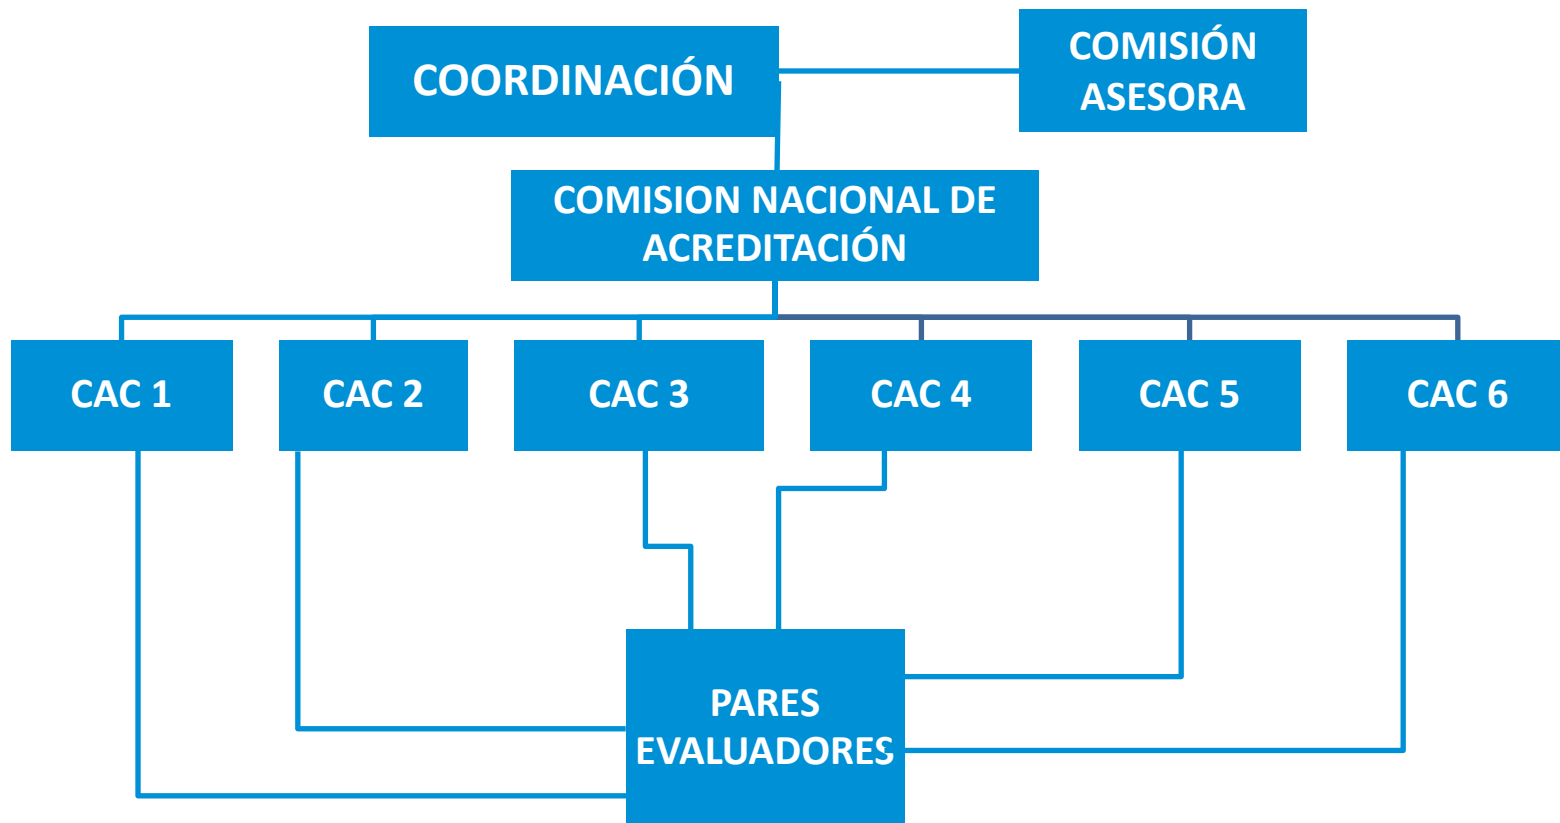 COORDINACIÓN
COMISIÓN
ASESORA
COMISION NACIONAL DE
ACREDITACIÓN
CAC 1
CAC 2
CAC 3
CAC 4
CAC 5
CAC 6
PARES
EVALUADORES